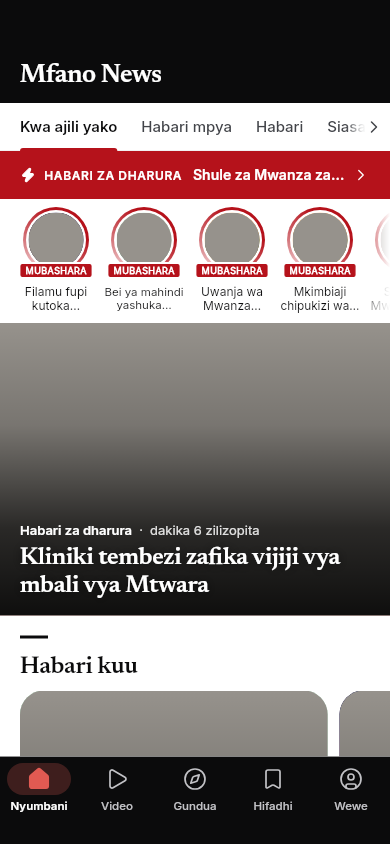 Mfano News
Kwa ajili yako
Habari mpya
Habari
Siasa
HABARI ZA DHARURA Shule za Mwanza za...
MUBASHARA
MUBASHARA
MUBASHARA
MUBASHARA
Filamu fupi
kutoka...
Bei ya mahindi
yashuka...
Uwanja wa
Mwanza...
Mkimbiaji
chipukizi wa...
Habari za dharura · dakika 6 zilizopita
Kliniki tembezi zafika vijiji vya
mbali vya Mtwara
Habari kuu
Nyumbani
Video
Gundua
Hifadhi
Wewe